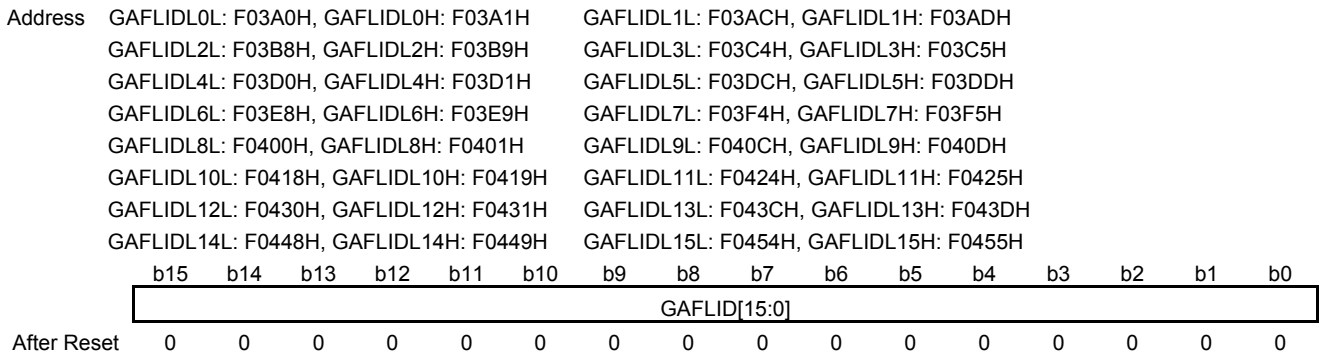 Address GAFLIDL0L: F03A0H, GAFLIDL0H: F03A1H GAFLIDL1L: F03ACH, GAFLIDL1H: F03ADH
GAFLIDL2L: F03B8H, GAFLIDL2H: F03B9H GAFLIDL3L: F03C4H, GAFLIDL3H: F03C5H
GAFLIDL4L: F03D0H, GAFLIDL4H: F03D1H GAFLIDL5L: F03DCH, GAFLIDL5H: F03DDH
GAFLIDL6L: F03E8H, GAFLIDL6H: F03E9H GAFLIDL7L: F03F4H, GAFLIDL7H: F03F5H
GAFLIDL8L: F0400H, GAFLIDL8H: F0401H GAFLIDL9L: F040CH, GAFLIDL9H: F040DH
GAFLIDL10L: F0418H, GAFLIDL10H: F0419H GAFLIDL11L: F0424H, GAFLIDL11H: F0425H
GAFLIDL12L: F0430H, GAFLIDL12H: F0431H GAFLIDL13L: F043CH, GAFLIDL13H: F043DH
GAFLIDL14L: F0448H, GAFLIDL14H: F0449H GAFLIDL15L: F0454H, GAFLIDL15H: F0455H
b15 b14 b13 b12 b11 b10 b9 b8 b7 b6 b5 b4 b3 b2 b1 b0
GAFLID[15:0]
After Reset 0 0 0 0 0 0 0 0 0 0 0 0 0 0 0 0